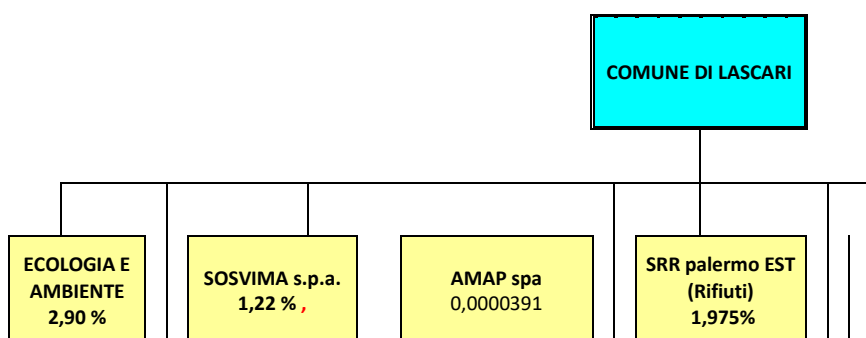 COMUNE DI LASCARI
ECOLOGIA E
AMBIENTE
2,90 %
SOSVIMA s.p.a.
1,22 % ,
AMAP spa
0,0000391
SRR palermo EST
(Rifiuti)
1,975%